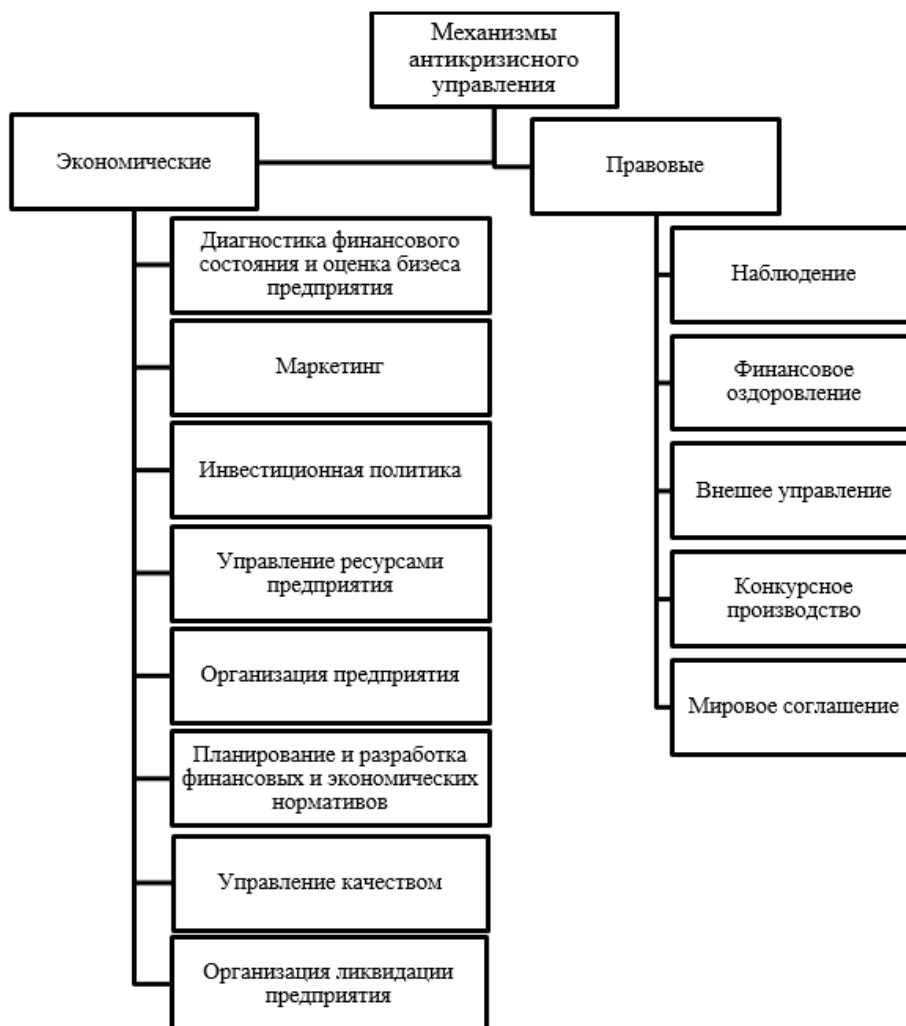 Механизмы
антикризисного
управления
Экономические
Правовые
Диагностика финансового
состояния и оценка бизеса
предприятия
Маркетинг
Инвестиционная политика
Управление ресурсами
предприятия
Организация предприятия
Планирование и разработка
финансовых и экономических
нормативов
Управление качеством
Организация ликвидации
предприятия
Наблюдение
Финансовое
оздоровление
Внешее управление
Конкурсное
производство
Мировое соглашение